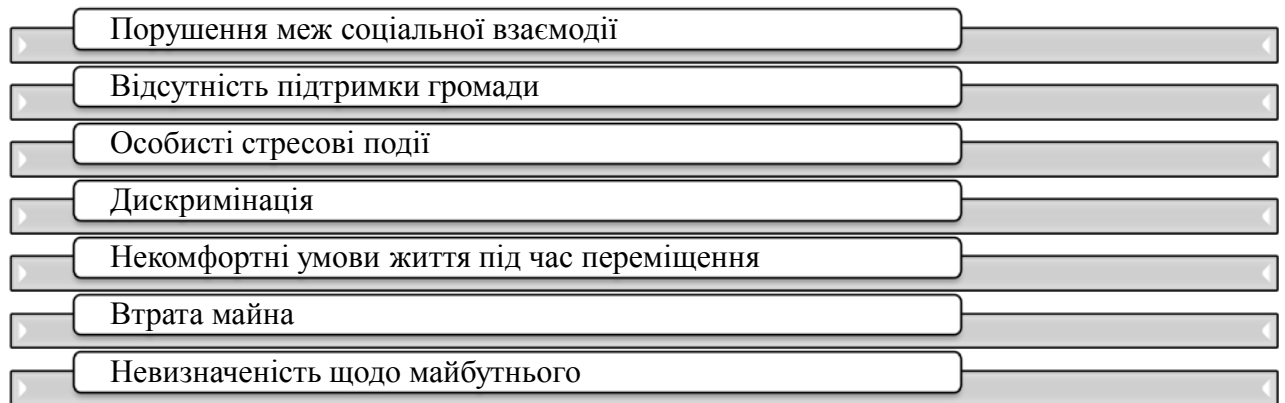 Порушення меж соціальної взаємодії
Відсутність підтримки громади
Особисті стресові події
Дискримінація
Некомфортні умови життя під час переміщення
Втрата майна
Невизначеність щодо майбутнього